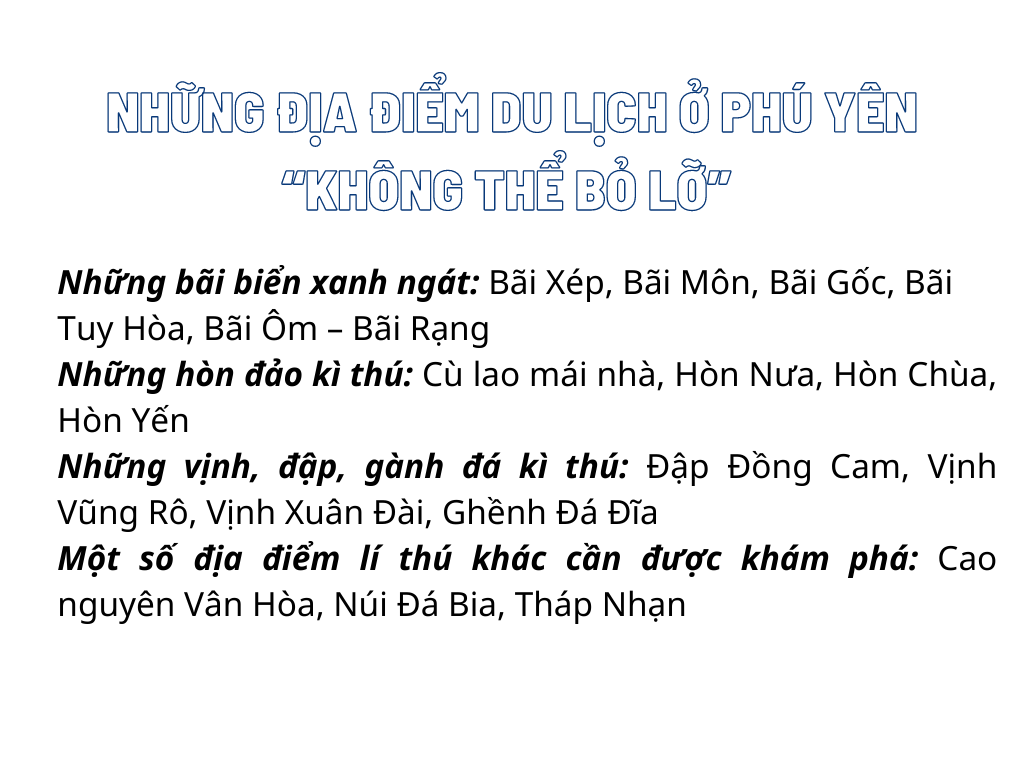 NHỮNG ĐỊA ĐIỂM DU LỊCH Ở PHÚ YÊN
“KHÔNG THỂ BỎ LỠ”
Những bãi biển xanh ngát: Bãi Xép, Bãi Môn, Bãi Gốc, Bãi
Tuy Hòa, Bãi Ôm – Bãi Rạng
Những hòn đảo kì thú: Cù lao mái nhà, Hòn Nưa, Hòn Chùa,
Hòn Yến
Những vịnh, đập, gành đá kì thú: Đập Đồng Cam, Vịnh
Vũng Rô, Vịnh Xuân Đài, Ghềnh Đá Đĩa
Một số địa điểm lí thú khác cần được khám phá: Cao
nguyên Vân Hòa, Núi Đá Bia, Tháp Nhạn